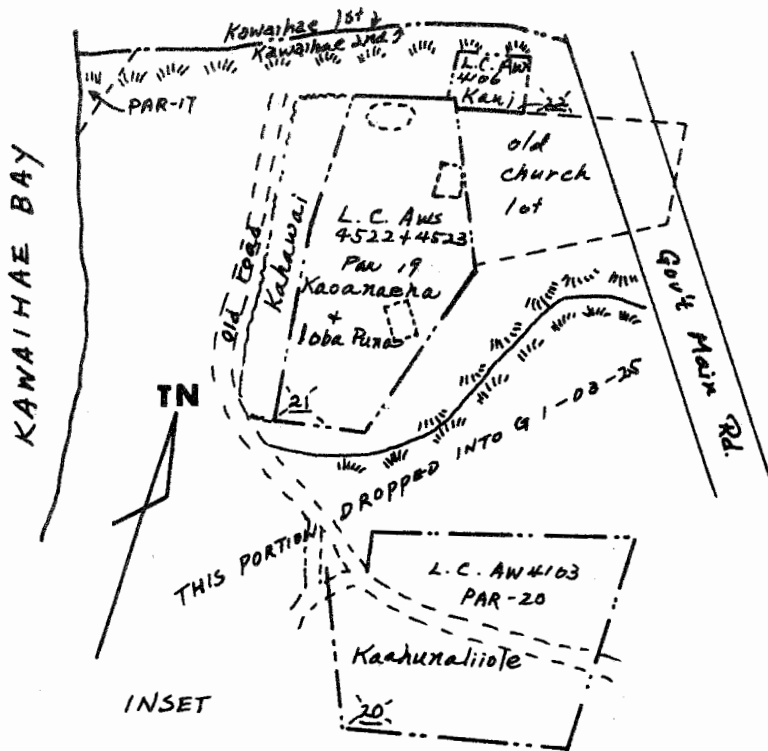 Kawaihae 1st
Kawaihae 2nd
PAR-17
KAWAIHAE BAY
L.C. Aw
4106
Kani
22
old
church
lot
Old Road
Kahawai
L. C. Aws
4522 + 4523
Par 19
Kaoanaeha
+
Ioba Puna
21
Gov't Main Rd.
TN
THIS PORTION DROPPED INTO G 1-03-25
L. C. AW 4103
PAR-20
Kaahunaliiole
20
INSET